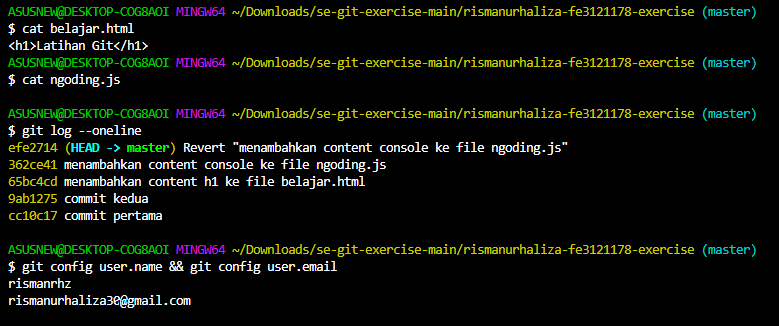 ASUSNEW@DESKTOP-COG8AOI MINGW64 ~/Downloads/se-git-exercise-main/rismanurhaliza-fe3121178-exercise (master)
$ cat belajar.html
<h1>Latihan Git</h1>
ASUSNEW@DESKTOP-COG8AOI MINGW64 ~/Downloads/se-git-exercise-main/rismanurhaliza-fe3121178-exercise (master)
$ cat ngoding.js
ASUSNEW@DESKTOP-COG8AOI MINGW64 ~/Downloads/se-git-exercise-main/rismanurhaliza-fe3121178-exercise (master)
$ git log --oneline
efe2714 (HEAD -> master) Revert "menambahkan content console ke file ngoding.js"
362ce41 menambahkan content console ke file ngoding.js
65bc4cd menambahkan content h1 ke file belajar.html
9ab1275 commit kedua
cc10c17 commit pertama
ASUSNEW@DESKTOP-COG8AOI MINGW64 ~/Downloads/se-git-exercise-main/rismanurhaliza-fe3121178-exercise (master)
$ git config user.name && git config user.email
rismanrhz
rismanurhaliza30@gmail.com